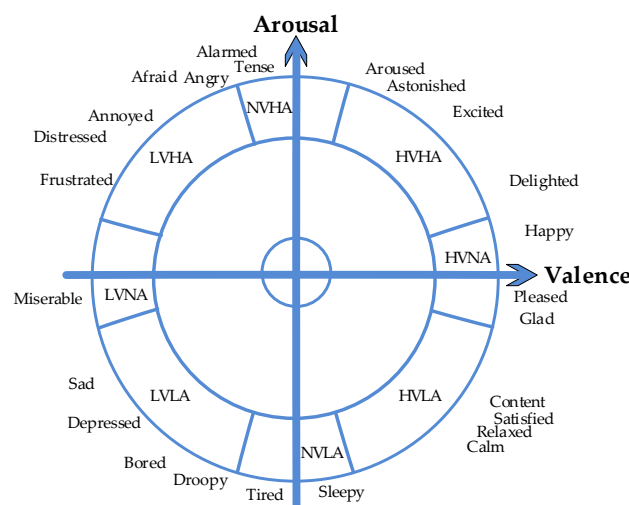 Arousal
Alarmed
Tense
Aroused
Afraid
Angry
Astonished
NVHA
Excited
Annoyed
Distressed
LVHA
HVHA
Frustrated
Delighted
Happy
HVNA
Valence
Miserable
LVNA
Pleased
Glad
Sad
LVLA
HVLA
Content
Satisfied
Depressed
Relaxed
Calm
NVLA
Bored
Droopy
Tired
Sleepy